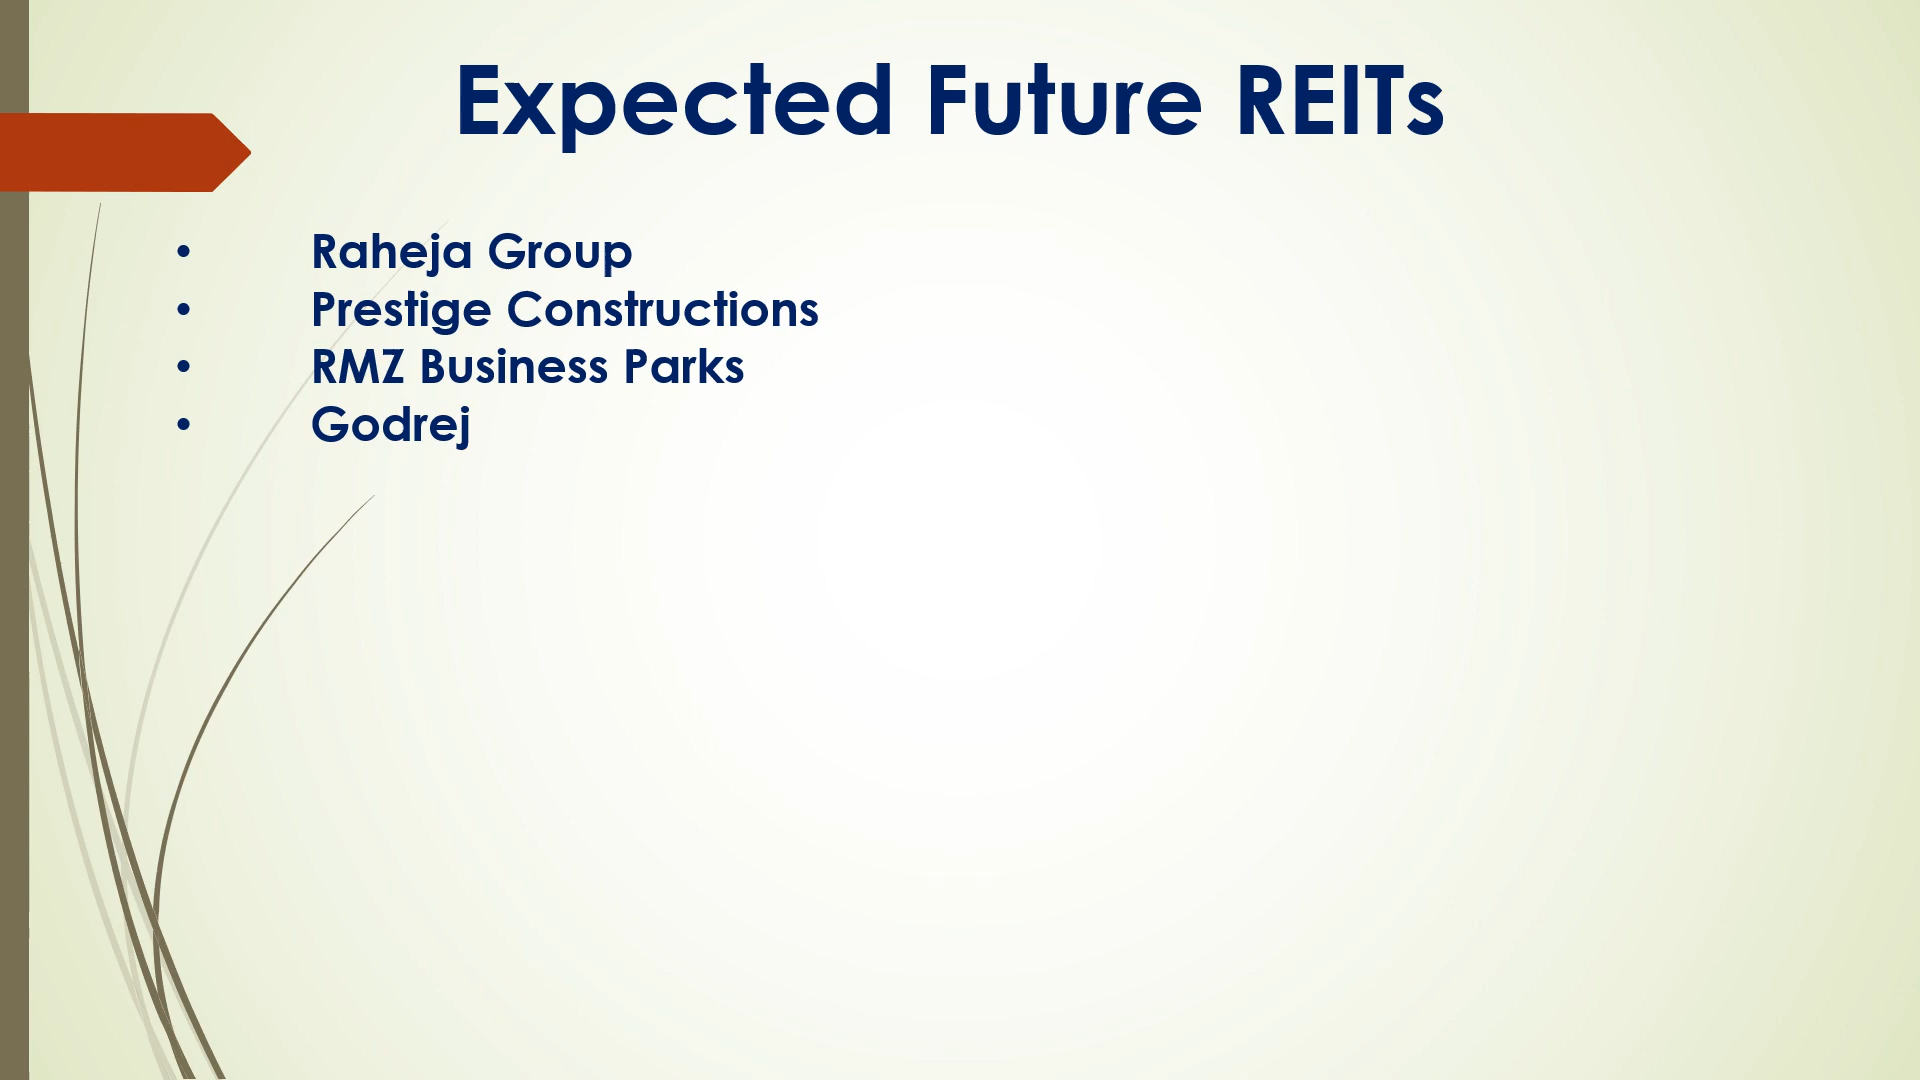 Expected Future REITs
• Raheja Group
• Prestige Constructions
• RMZ Business Parks
• Godrej